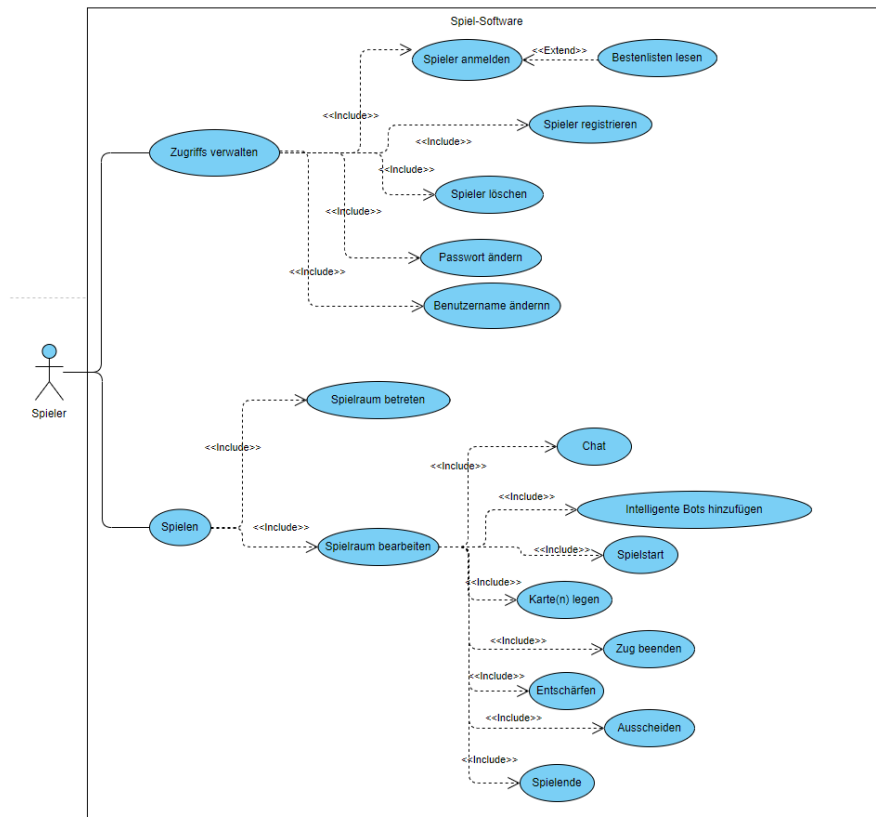 Spiel-Software
Spieler anmelden
<<Extend>>
Bestenlisten lesen
<<Include>>
Spieler registrieren
<<Include>>
Zugriffs verwalten
<<Include>>
Spieler löschen
<<Include>>
Passwort ändern
<<Include>>
Benutzername ändernn
Spieler
Spielraum betreten
<<Include>>
Chat
<<Include>>
<<Include>>
Intelligente Bots hinzufügen
Spielen
<<Include>>
Spielraum bearbeiten
<<Include>>
Spielstart
<<Include>>
Karte(n) legen
<<Include>>
Zug beenden
<<Include>>
Entschärfen
<<Include>>
Ausscheiden
<<Include>>
Spielende